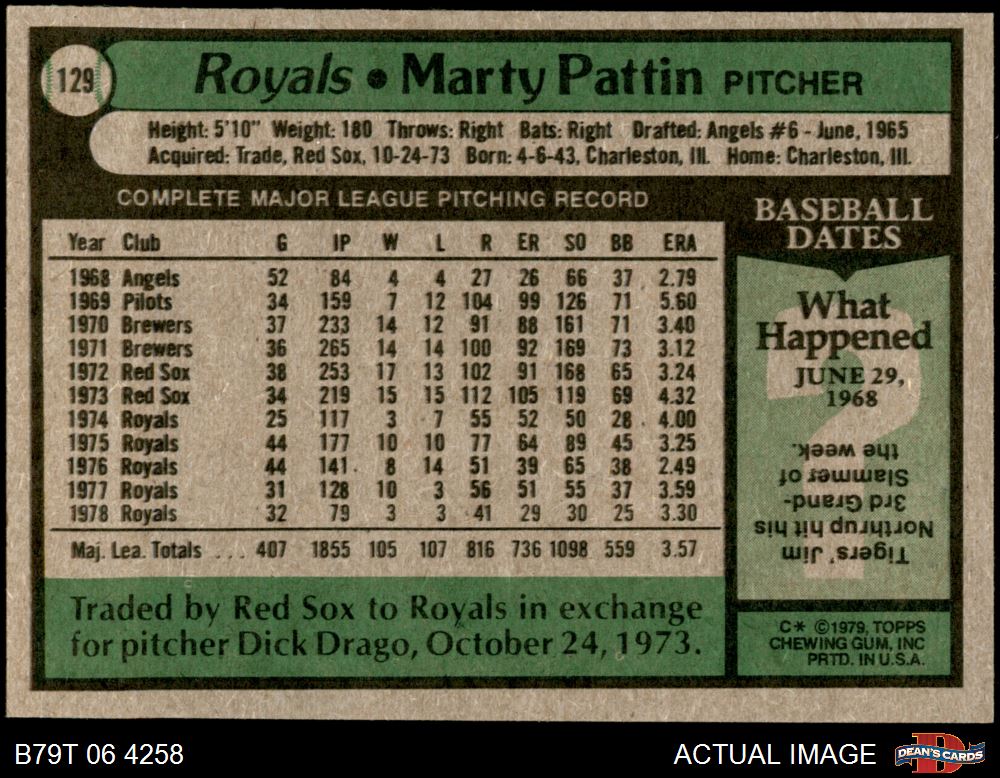 129
Royals • Marty Pattin PITCHER
Height: 5'10" Weight: 180 Throws: Right Bats: Right Drafted: Angels #6 - June, 1965
Acquired: Trade, Red Sox, 10-24-73 Born: 4-6-43, Charleston, Ill. Home: Charleston, Ill.
COMPLETE MAJOR LEAGUE PITCHING RECORD
Year Club G IP W L R ER SO BB ERA
1968 Angels 52 84 4 4 27 26 66 37 2.79
1969 Pilots 34 159 7 12 104 99 126 71 5.60
1970 Brewers 37 233 14 12 91 88 161 71 3.40
1971 Brewers 36 265 14 14 100 92 169 73 3.12
1972 Red Sox 38 253 17 13 102 91 168 65 3.24
1973 Red Sox 34 219 15 15 112 105 119 69 4.32
1974 Royals 25 117 3 7 55 52 50 28 4.00
1975 Royals 44 177 10 10 77 64 89 45 3.25
1976 Royals 44 141 8 14 51 39 65 38 2.49
1977 Royals 31 128 10 3 56 51 55 37 3.59
1978 Royals 32 79 3 3 41 29 30 25 3.30
Maj. Lea. Totals ... 407 1855 105 107 816 736 1098 559 3.57
Traded by Red Sox to Royals in exchange
for pitcher Dick Drago, October 24, 1973.
BASEBALL
DATES
What
Happened
JUNE 29,
1968
?
Tigers' Jim
Northrup hit his
3rd Grand-
Slammer of
the week.
C* ©1979, TOPPS
CHEWING GUM, INC
PRTD. IN U.S.A.
B79T 06 4258
ACTUAL IMAGE
D
DEAN'S CARDS